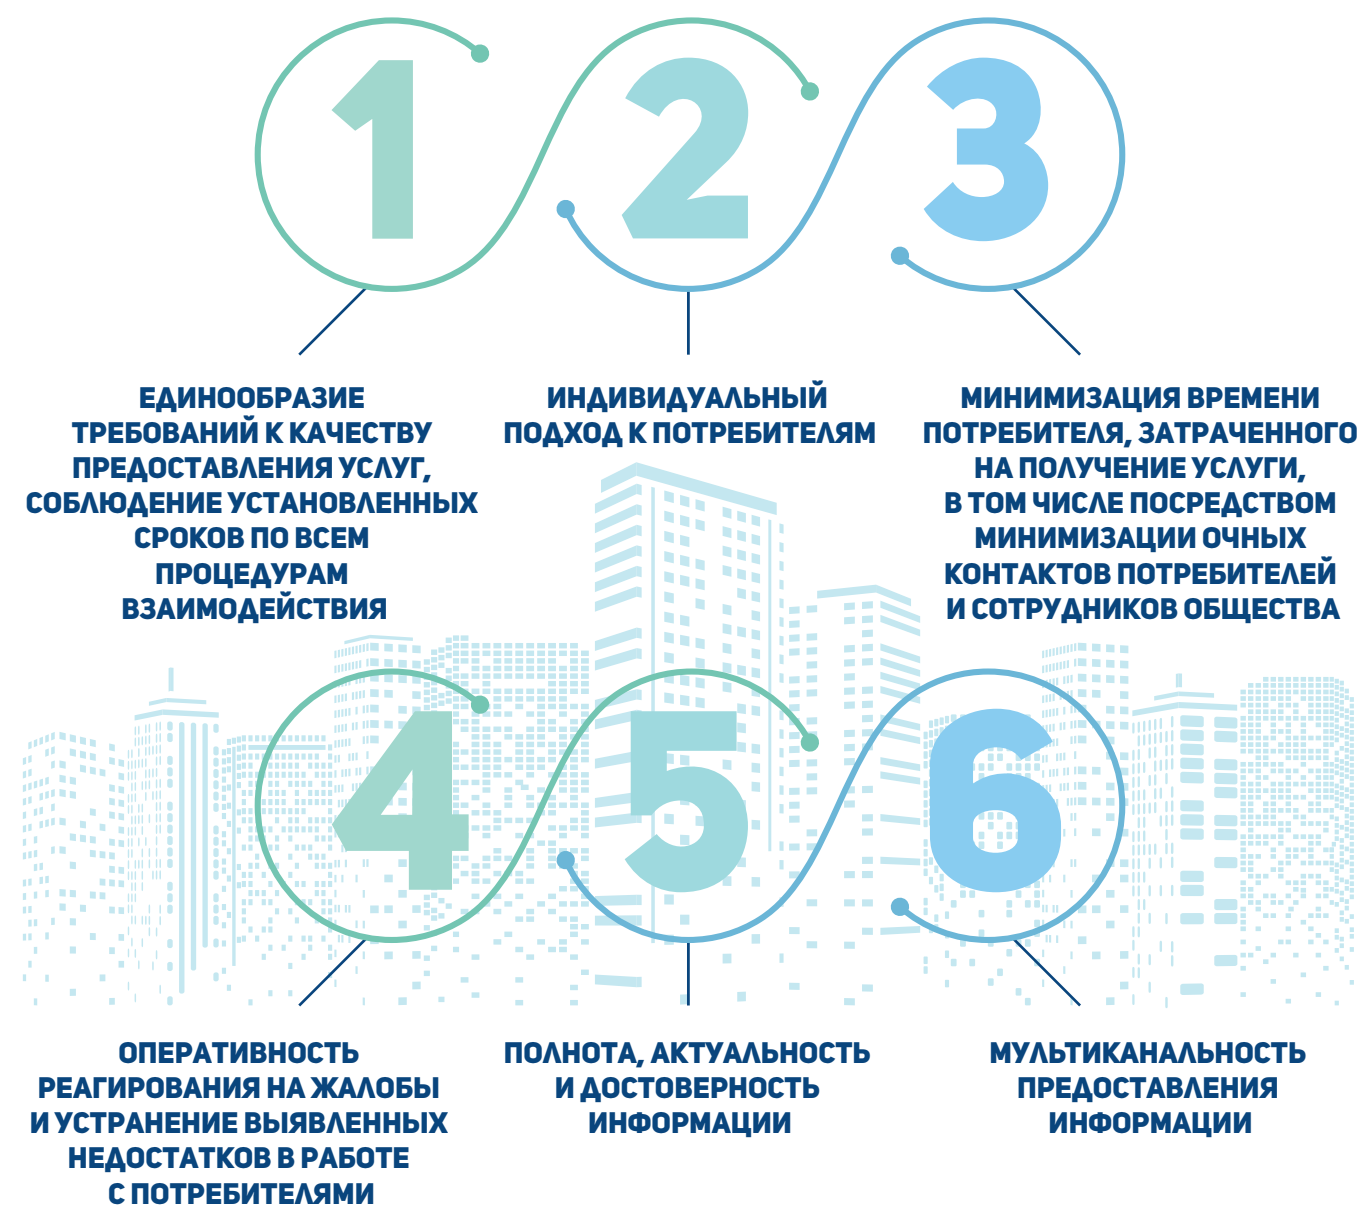 1
ЕДИНООБРАЗИЕ
ТРЕБОВАНИЙ К КАЧЕСТВУ
ПРЕДОСТАВЛЕНИЯ УСЛУГ,
СОБЛЮДЕНИЕ УСТАНОВЛЕННЫХ
СРОКОВ ПО ВСЕМ
ПРОЦЕДУРАМ
ВЗАИМОДЕЙСТВИЯ
2
ИНДИВИДУАЛЬНЫЙ
ПОДХОД К ПОТРЕБИТЕЛЯМ
3
МИНИМИЗАЦИЯ ВРЕМЕНИ
ПОТРЕБИТЕЛЯ, ЗАТРАЧЕННОГО
НА ПОЛУЧЕНИЕ УСЛУГИ,
В ТОМ ЧИСЛЕ ПОСРЕДСТВОМ
МИНИМИЗАЦИИ ОЧНЫХ
КОНТАКТОВ ПОТРЕБИТЕЛЕЙ
И СОТРУДНИКОВ ОБЩЕСТВА
4
ОПЕРАТИВНОСТЬ
РЕАГИРОВАНИЯ НА ЖАЛОБЫ
И УСТРАНЕНИЕ ВЫЯВЛЕННЫХ
НЕДОСТАТКОВ В РАБОТЕ
С ПОТРЕБИТЕЛЯМИ
5
ПОЛНОТА, АКТУАЛЬНОСТЬ
И ДОСТОВЕРНОСТЬ
ИНФОРМАЦИИ
6
МУЛЬТИКАНАЛЬНОСТЬ
ПРЕДОСТАВЛЕНИЯ
ИНФОРМАЦИИ